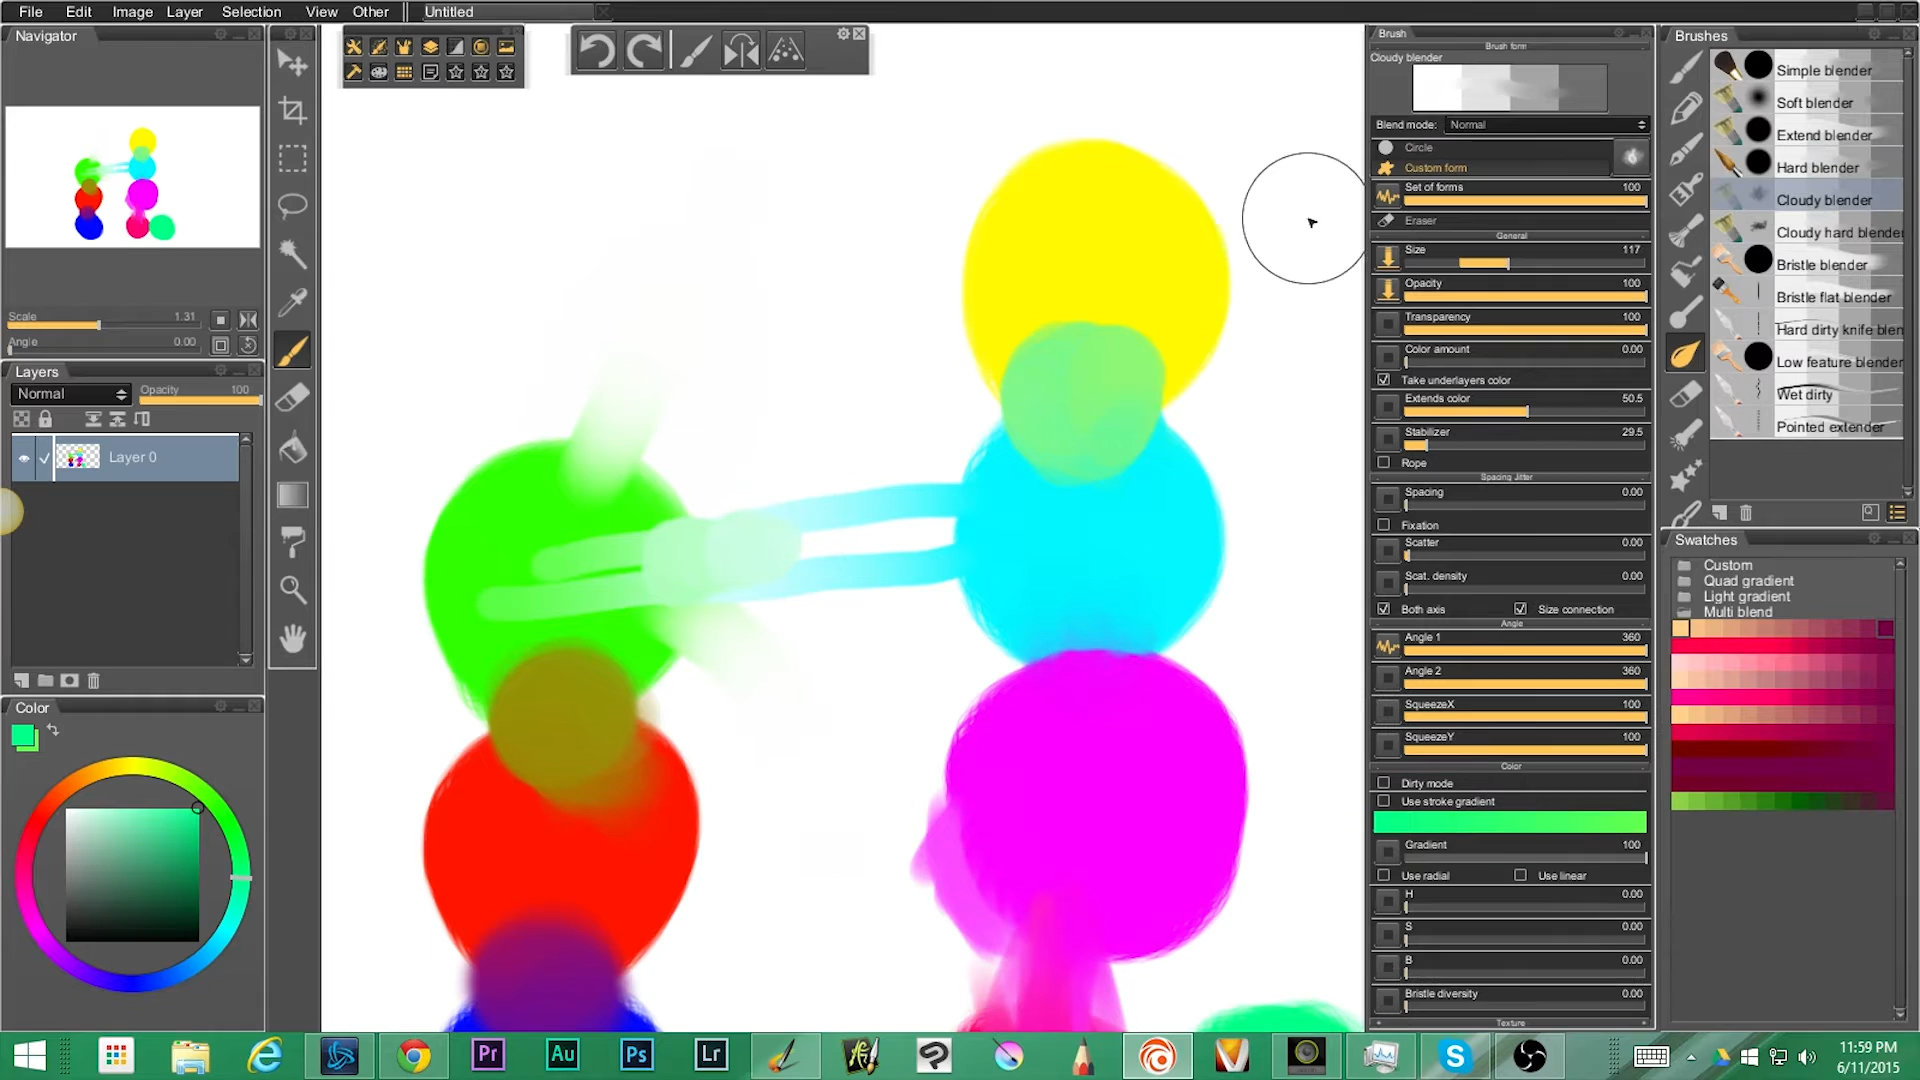 File Edit Image Layer Selection View Other Untitled
Navigator
Scale 1.31
Angle 0.00
Layers
Normal Opacity 100
Layer 0
Color
Brush
Brush form
Cloudy blender
Blend mode: Normal
Circle
Custom form
Set of forms 100
Eraser
General
Size 117
Opacity 100
Transparency 100
Color amount 0.00
Take underlayers color
Extends color 50.5
Stabilizer 29.5
Rope
Spacing Jitter
Spacing 0.00
Fixation
Scatter 0.00
Scat. density 0.00
Both axis Size connection
Angle
Angle 1 360
Angle 2 360
SqueezeX 100
SqueezeY 100
Color
Dirty mode
Use stroke gradient
Gradient 100
Use radial Use linear
H 0.00
S 0.00
B 0.00
Bristle diversity 0.00
Texture
Brushes
Simple blender
Soft blender
Extend blender
Hard blender
Cloudy blender
Cloudy hard blender
Bristle blender
Bristle flat blender
Hard dirty knife blen
Low feature blender
Wet dirty
Pointed extender
Swatches
Custom
Quad gradient
Light gradient
Multi blend
Pr Au Ps Lr
11:59 PM
6/11/2015